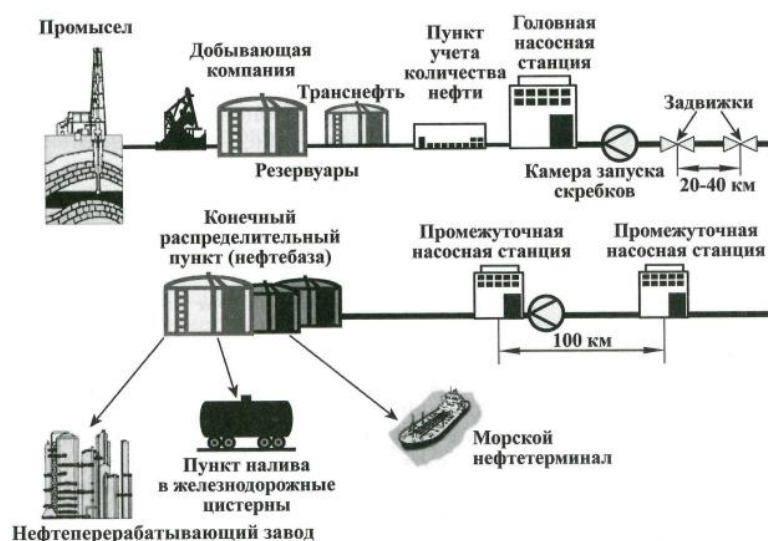 Промысел
Добывающая
компания
Транснефть
Резервуары
Пункт
учета
количества
нефти
Головная
насосная
станция
Камера запуска
скребков
Задвижки
20-40 км
Конечный
распределительный
пункт (нефтебаза)
Промежуточная
насосная станция
Промежуточная
насосная станция
100 км
Нефтеперерабатывающий завод
Пункт налива
в железнодорожные
цистерны
Морской
нефтетерминал